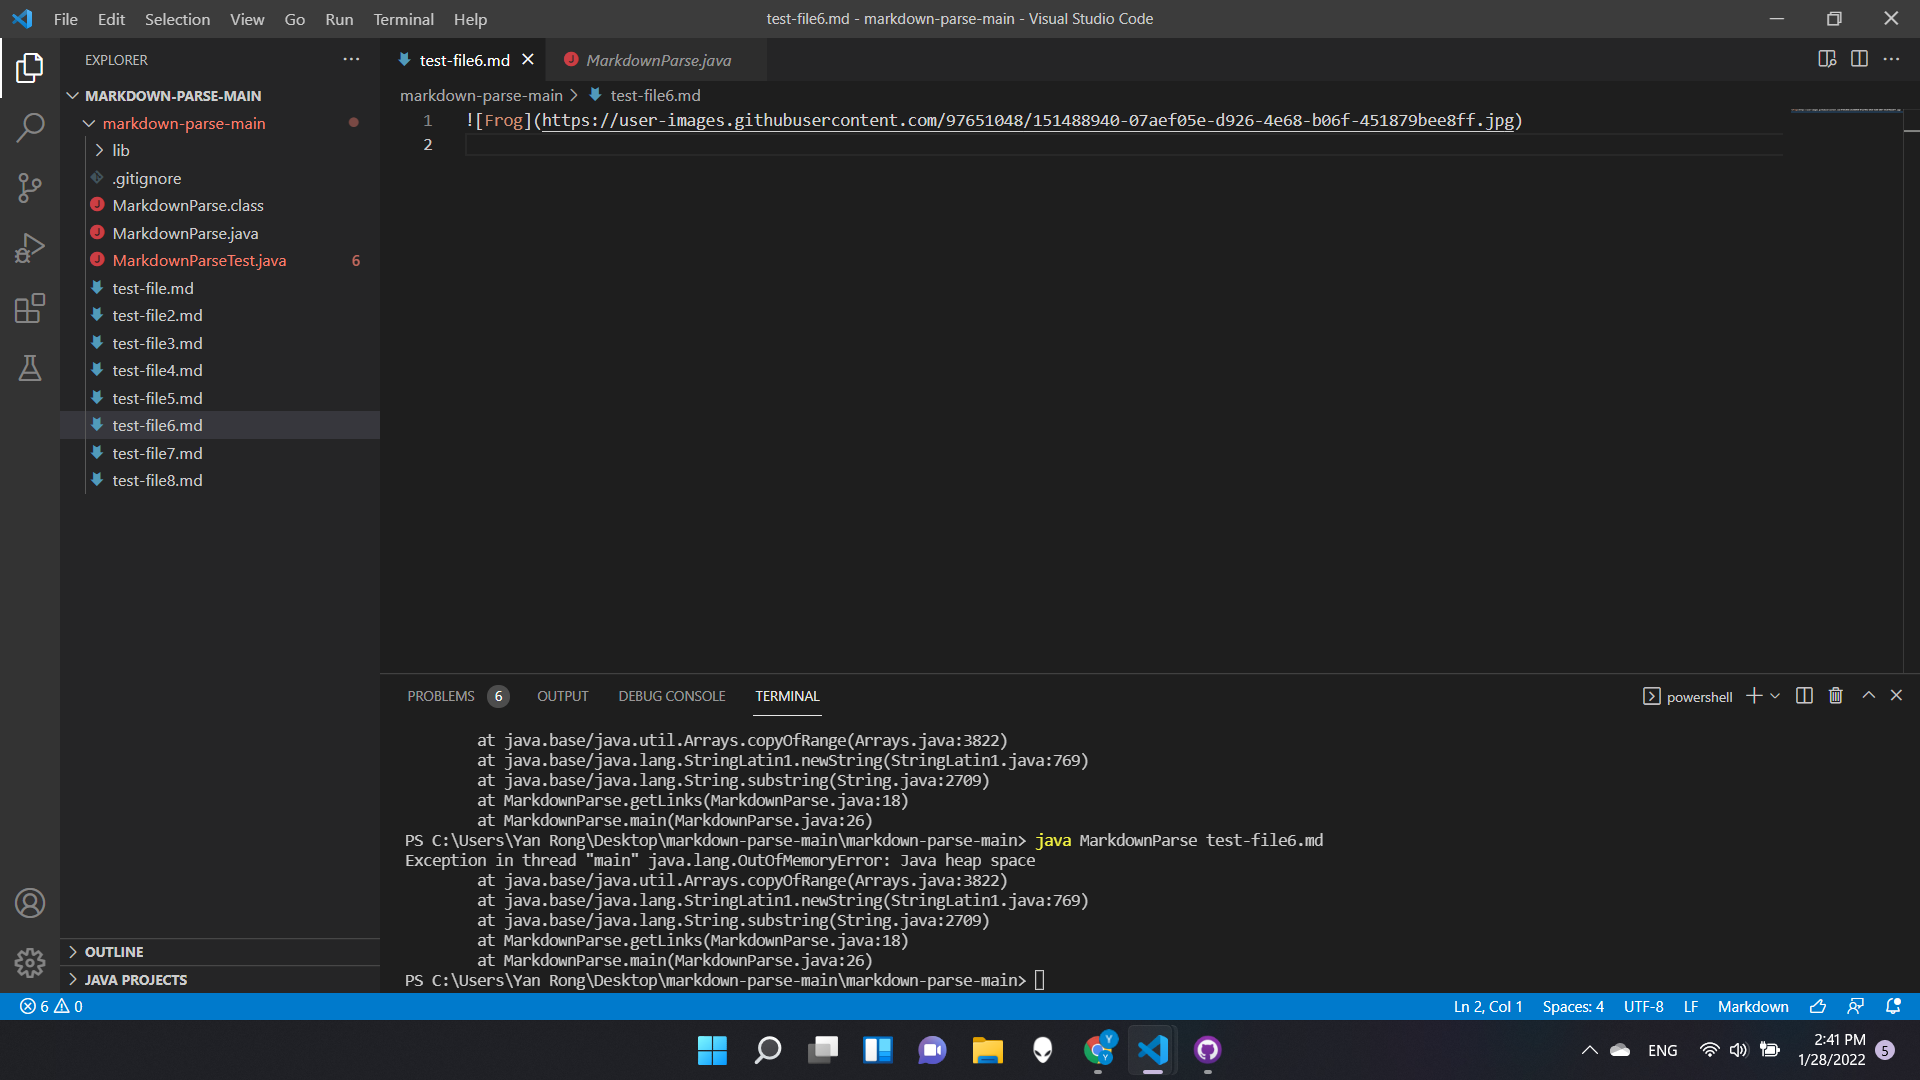 File Edit Selection View Go Run Terminal Help
test-file6.md - markdown-parse-main - Visual Studio Code
EXPLORER
MARKDOWN-PARSE-MAIN
markdown-parse-main
lib
.gitignore
MarkdownParse.class
MarkdownParse.java
MarkdownParseTest.java 6
test-file.md
test-file2.md
test-file3.md
test-file4.md
test-file5.md
test-file6.md
test-file7.md
test-file8.md
OUTLINE
JAVA PROJECTS
test-file6.md
MarkdownParse.java
markdown-parse-main > test-file6.md
1 ![Frog](https://user-images.githubusercontent.com/97651048/151488940-07aef05e-d926-4e68-b06f-451879bee8ff.jpg)
2
PROBLEMS 6 OUTPUT DEBUG CONSOLE TERMINAL
powershell
at java.base/java.util.Arrays.copyOfRange(Arrays.java:3822)
at java.base/java.lang.StringLatin1.newString(StringLatin1.java:769)
at java.base/java.lang.String.substring(String.java:2709)
at MarkdownParse.getLinks(MarkdownParse.java:18)
at MarkdownParse.main(MarkdownParse.java:26)
PS C:\Users\Yan Rong\Desktop\markdown-parse-main\markdown-parse-main> java MarkdownParse test-file6.md
Exception in thread "main" java.lang.OutOfMemoryError: Java heap space
at java.base/java.util.Arrays.copyOfRange(Arrays.java:3822)
at java.base/java.lang.StringLatin1.newString(StringLatin1.java:769)
at java.base/java.lang.String.substring(String.java:2709)
at MarkdownParse.getLinks(MarkdownParse.java:18)
at MarkdownParse.main(MarkdownParse.java:26)
PS C:\Users\Yan Rong\Desktop\markdown-parse-main\markdown-parse-main>
6 0
Ln 2, Col 1 Spaces: 4 UTF-8 LF Markdown
ENG
2:41 PM
1/28/2022
5